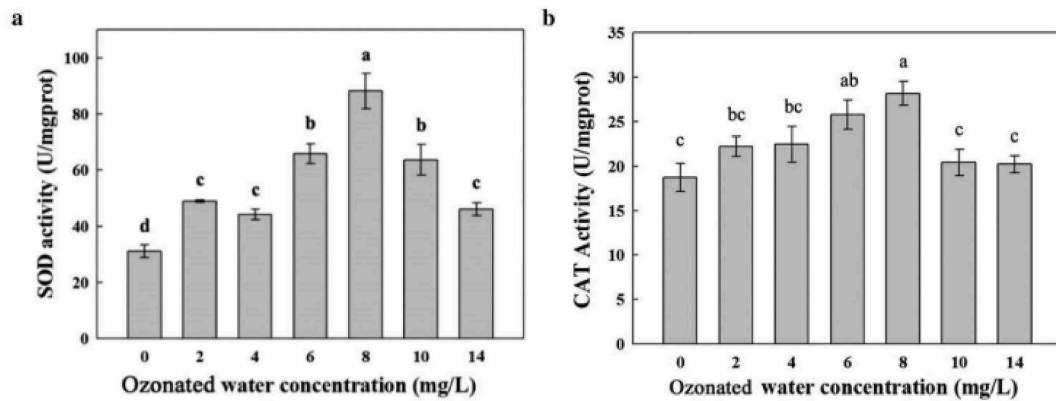 a
SOD activity (U/mgprot)
100
80
60
40
20
0
d
c
c
b
a
b
c
0 2 4 6 8 10 14
Ozonated water concentration (mg/L)
b
CAT Activity (U/mgprot)
35
30
25
20
15
10
5
0
c
bc
bc
ab
a
c
c
0 2 4 6 8 10 14
Ozonated water concentration (mg/L)